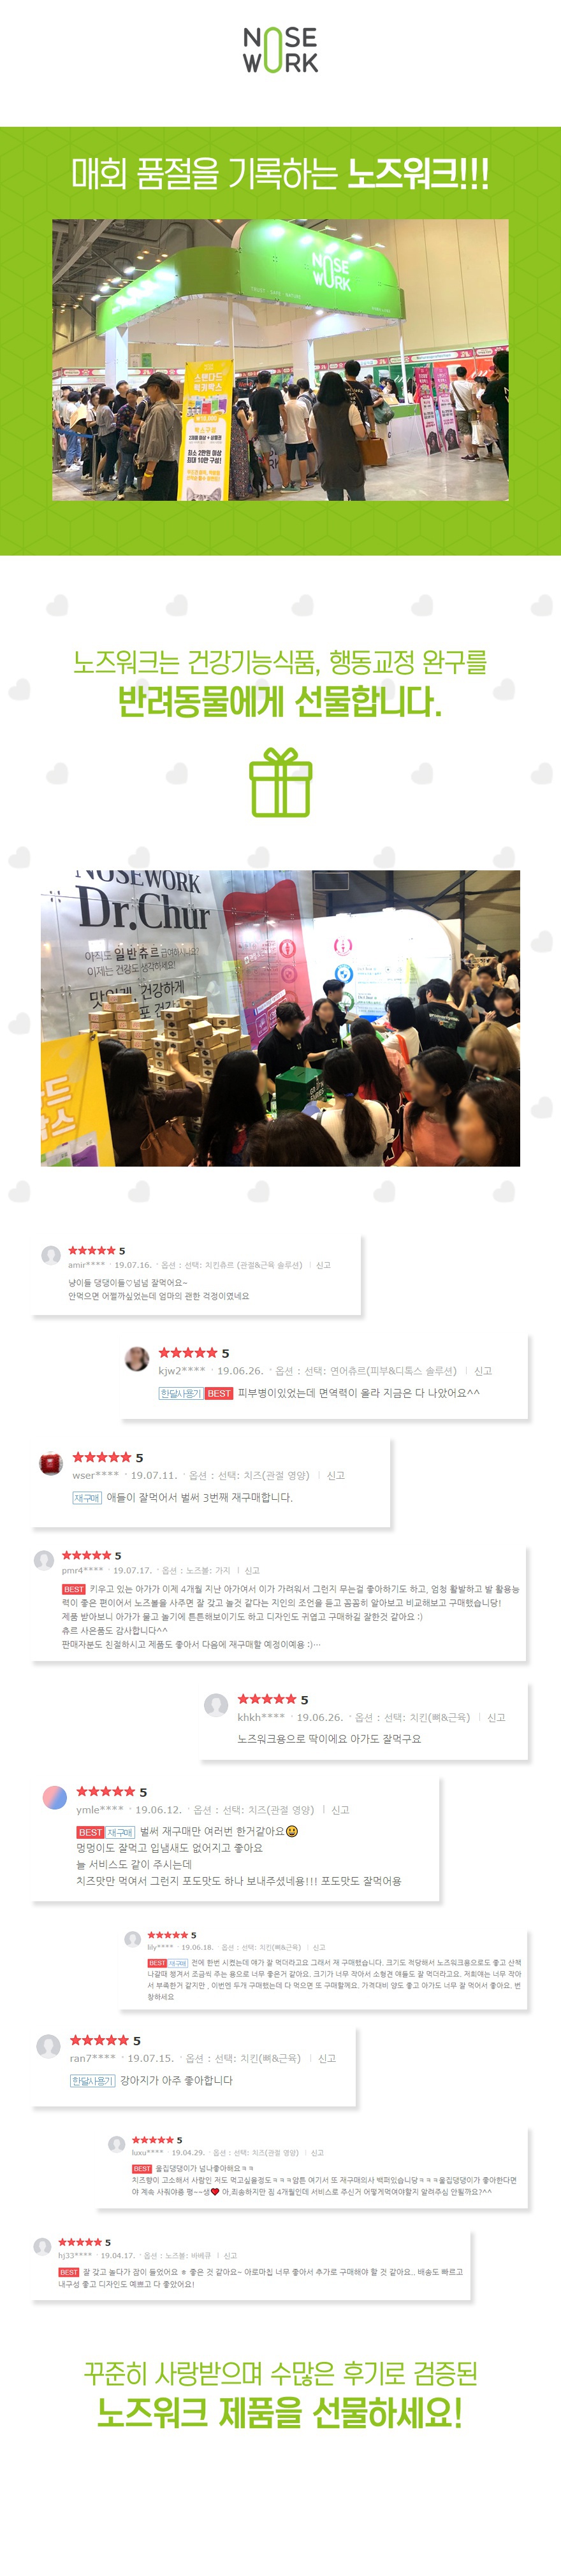 NOSE
WORK
매회 품절을 기록하는 노즈워크!!!
NOSE
WORK
스탠다드
럭키박스
박스구성
최소 2만원 이상
최대 10만 구성!
노즈워크는 건강기능식품, 행동교정 완구를
반려동물에게 선물합니다.
NOSEWORK
Dr.Chur
아직도 일반츄르 급여하시나요?
이제는 건강도 생각하세요!
맛있게, 건강하게
★★★★★ 5
amir**** · 19.07.16. · 옵션 : 선택: 치킨츄르 (관절&근육 솔루션) | 신고
냥이들 댕댕이들♡넘넘 잘먹어요~
안먹으면 어쩔까싶었는데 엄마의 괜한 걱정이였네요
★★★★★ 5
kjw2**** · 19.06.26. · 옵션 : 선택: 연어츄르(피부&디톡스 솔루션) | 신고
한달사용기 BEST 피부병이있었는데 면역력이 올라 지금은 다 나았어요^^
★★★★★ 5
wser**** · 19.07.11. · 옵션 : 선택: 치즈(관절 영양) | 신고
재구매 애들이 잘먹어서 벌써 3번째 재구매합니다.
★★★★★ 5
pmr4**** · 19.07.17. · 옵션 : 노즈볼: 가지 | 신고
BEST 키우고 있는 아가가 이제 4개월 지난 아가여서 이가 가려워서 그런지 무는걸 좋아하기도 하고, 엄청 활발하고 발 활용능
력이 좋은 편이어서 노즈볼을 사주면 잘 갖고 놀것 같다는 지인의 조언을 듣고 꼼꼼히 알아보고 비교해보고 구매했습니당!
제품 받아보니 아가가 물고 놀기에 튼튼해보이기도 하고 디자인도 귀엽고 구매하길 잘한것 같아요 :)
츄르 사은품도 감사합니다^^
판매자분도 친절하시고 제품도 좋아서 다음에 재구매할 예정이예용 :)…
★★★★★ 5
khkh**** · 19.06.26. · 옵션 : 선택: 치킨(뼈&근육) | 신고
노즈워크용으로 딱이에요 아가도 잘먹구요
★★★★★ 5
ymle**** · 19.06.12. · 옵션 : 선택: 치즈(관절 영양) | 신고
BEST 재구매 벌써 재구매만 여러번 한거같아요😀
멍멍이도 잘먹고 입냄새도 없어지고 좋아요
늘 서비스도 같이 주시는데
치즈맛만 먹여서 그런지 포도맛도 하나 보내주셨네용!!! 포도맛도 잘먹어용
★★★★★ 5
lily**** · 19.06.18. · 옵션 : 선택: 치킨(뼈&근육) | 신고
BEST 재구매 전에 한번 시켰는데 애가 잘 먹더라고요 그래서 재 구매했습니다. 크기도 적당해서 노즈워크용으로도 좋고 산책
나갈때 챙겨서 조금씩 주는 용으로 너무 좋은거 같아요. 크기가 너무 작아서 소형견 애들도 잘 먹더라고요. 저희애는 너무 작아
서 부족한거 같지만 , 이번엔 두개 구매했는데 다 먹으면 또 구매할께요. 가격대비 양도 좋고 아가도 너무 잘 먹어서 좋아요. 번
창하세요
★★★★★ 5
ran7**** · 19.07.15. · 옵션 : 선택: 치킨(뼈&근육) | 신고
한달사용기 강아지가 아주 좋아합니다
★★★★★ 5
luxu**** · 19.04.29. · 옵션 : 선택: 치즈(관절 영양) | 신고
BEST 울집댕댕이가 넘나좋아해요ㅋㅋ
치즈향이 고소해서 사람인 저도 먹고싶을정도ㅋㅋㅋ암튼 여기서 또 재구매의사 백퍼있습니당ㅋㅋㅋ울집댕댕이가 좋아한다면
야 계속 사줘야죵 평~~생❤ 아,죄송하지만 짐 4개월인데 서비스로 주신거 어떻게먹여야할지 알려주심 안될까요?^^
★★★★★ 5
hj33**** · 19.04.17. · 옵션 : 노즈볼: 바베큐 | 신고
BEST 잘 갖고 놀다가 잠이 들었어요 ㅎ 좋은 것 같아요~ 아로마칩 너무 좋아서 추가로 구매해야 할 것 같아요.. 배송도 빠르고
내구성 좋고 디자인도 예쁘고 다 좋았어요!
꾸준히 사랑받으며 수많은 후기로 검증된
노즈워크 제품을 선물하세요!